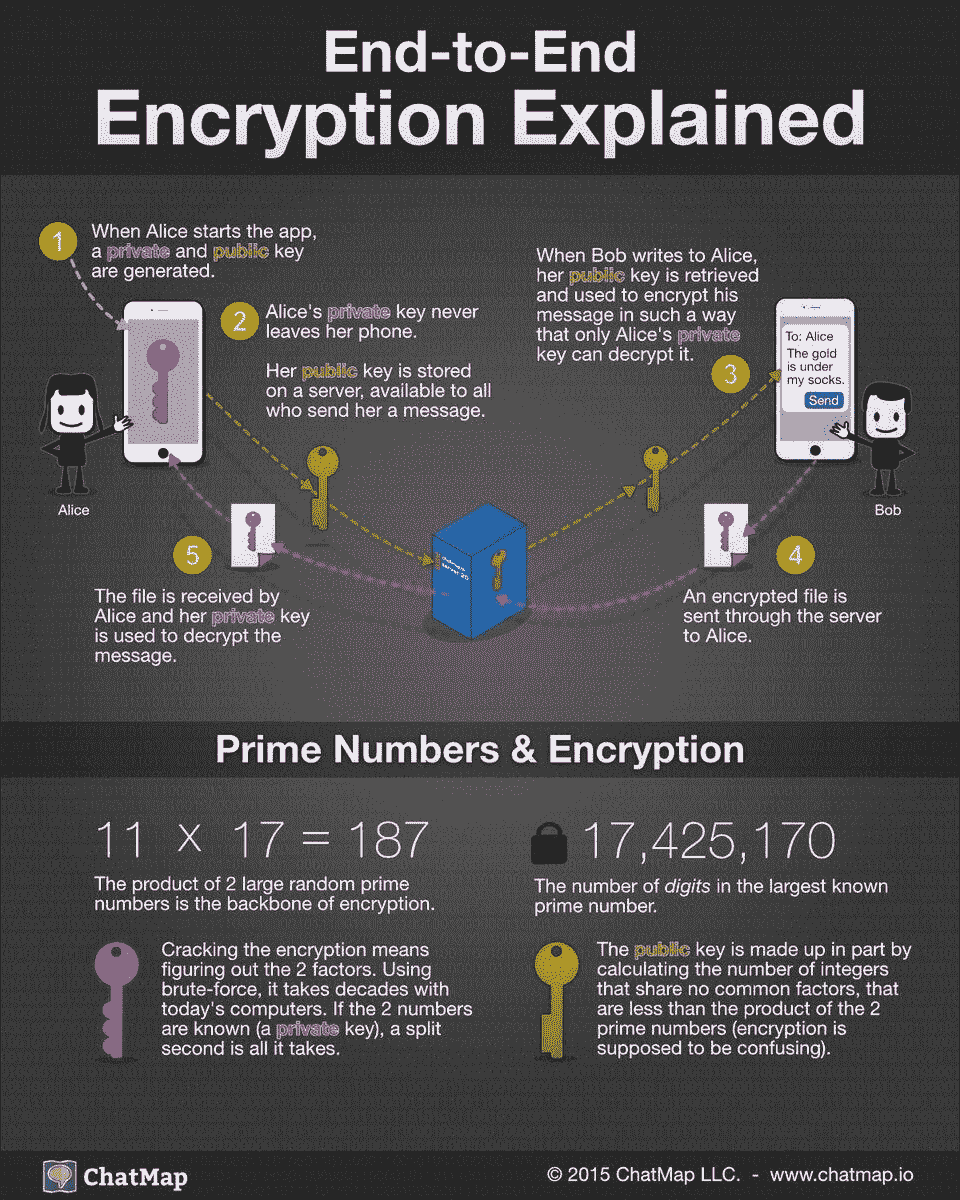 End-to-End
Encryption Explained
1
When Alice starts the app,
a private and public key
are generated.
2
Alice's private key never
leaves her phone.
Her public key is stored
on a server, available to all
who send her a message.
When Bob writes to Alice,
her public key is retrieved
and used to encrypt his
message in such a way
that only Alice's private
key can decrypt it.
3
To: Alice
The gold
is under
my socks.
Send
Alice
Bob
5
The file is received by
Alice and her private key
is used to decrypt the
message.
4
An encrypted file is
sent through the server
to Alice.
Prime Numbers & Encryption
11 x 17 = 187
The product of 2 large random prime
numbers is the backbone of encryption.
Cracking the encryption means
figuring out the 2 factors. Using
brute-force, it takes decades with
today's computers. If the 2 numbers
are known (a private key), a split
second is all it takes.
17,425,170
The number of digits in the largest known
prime number.
The public key is made up in part by
calculating the number of integers
that share no common factors, that
are less than the product of the 2
prime numbers (encryption is
supposed to be confusing).
ChatMap
© 2015 ChatMap LLC. - www.chatmap.io